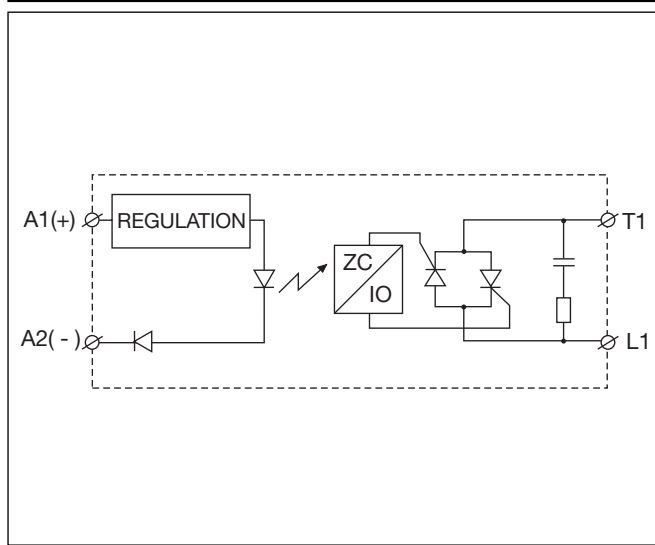 A1(+)
REGULATION
T1
ZC
IO
A2( - )
L1